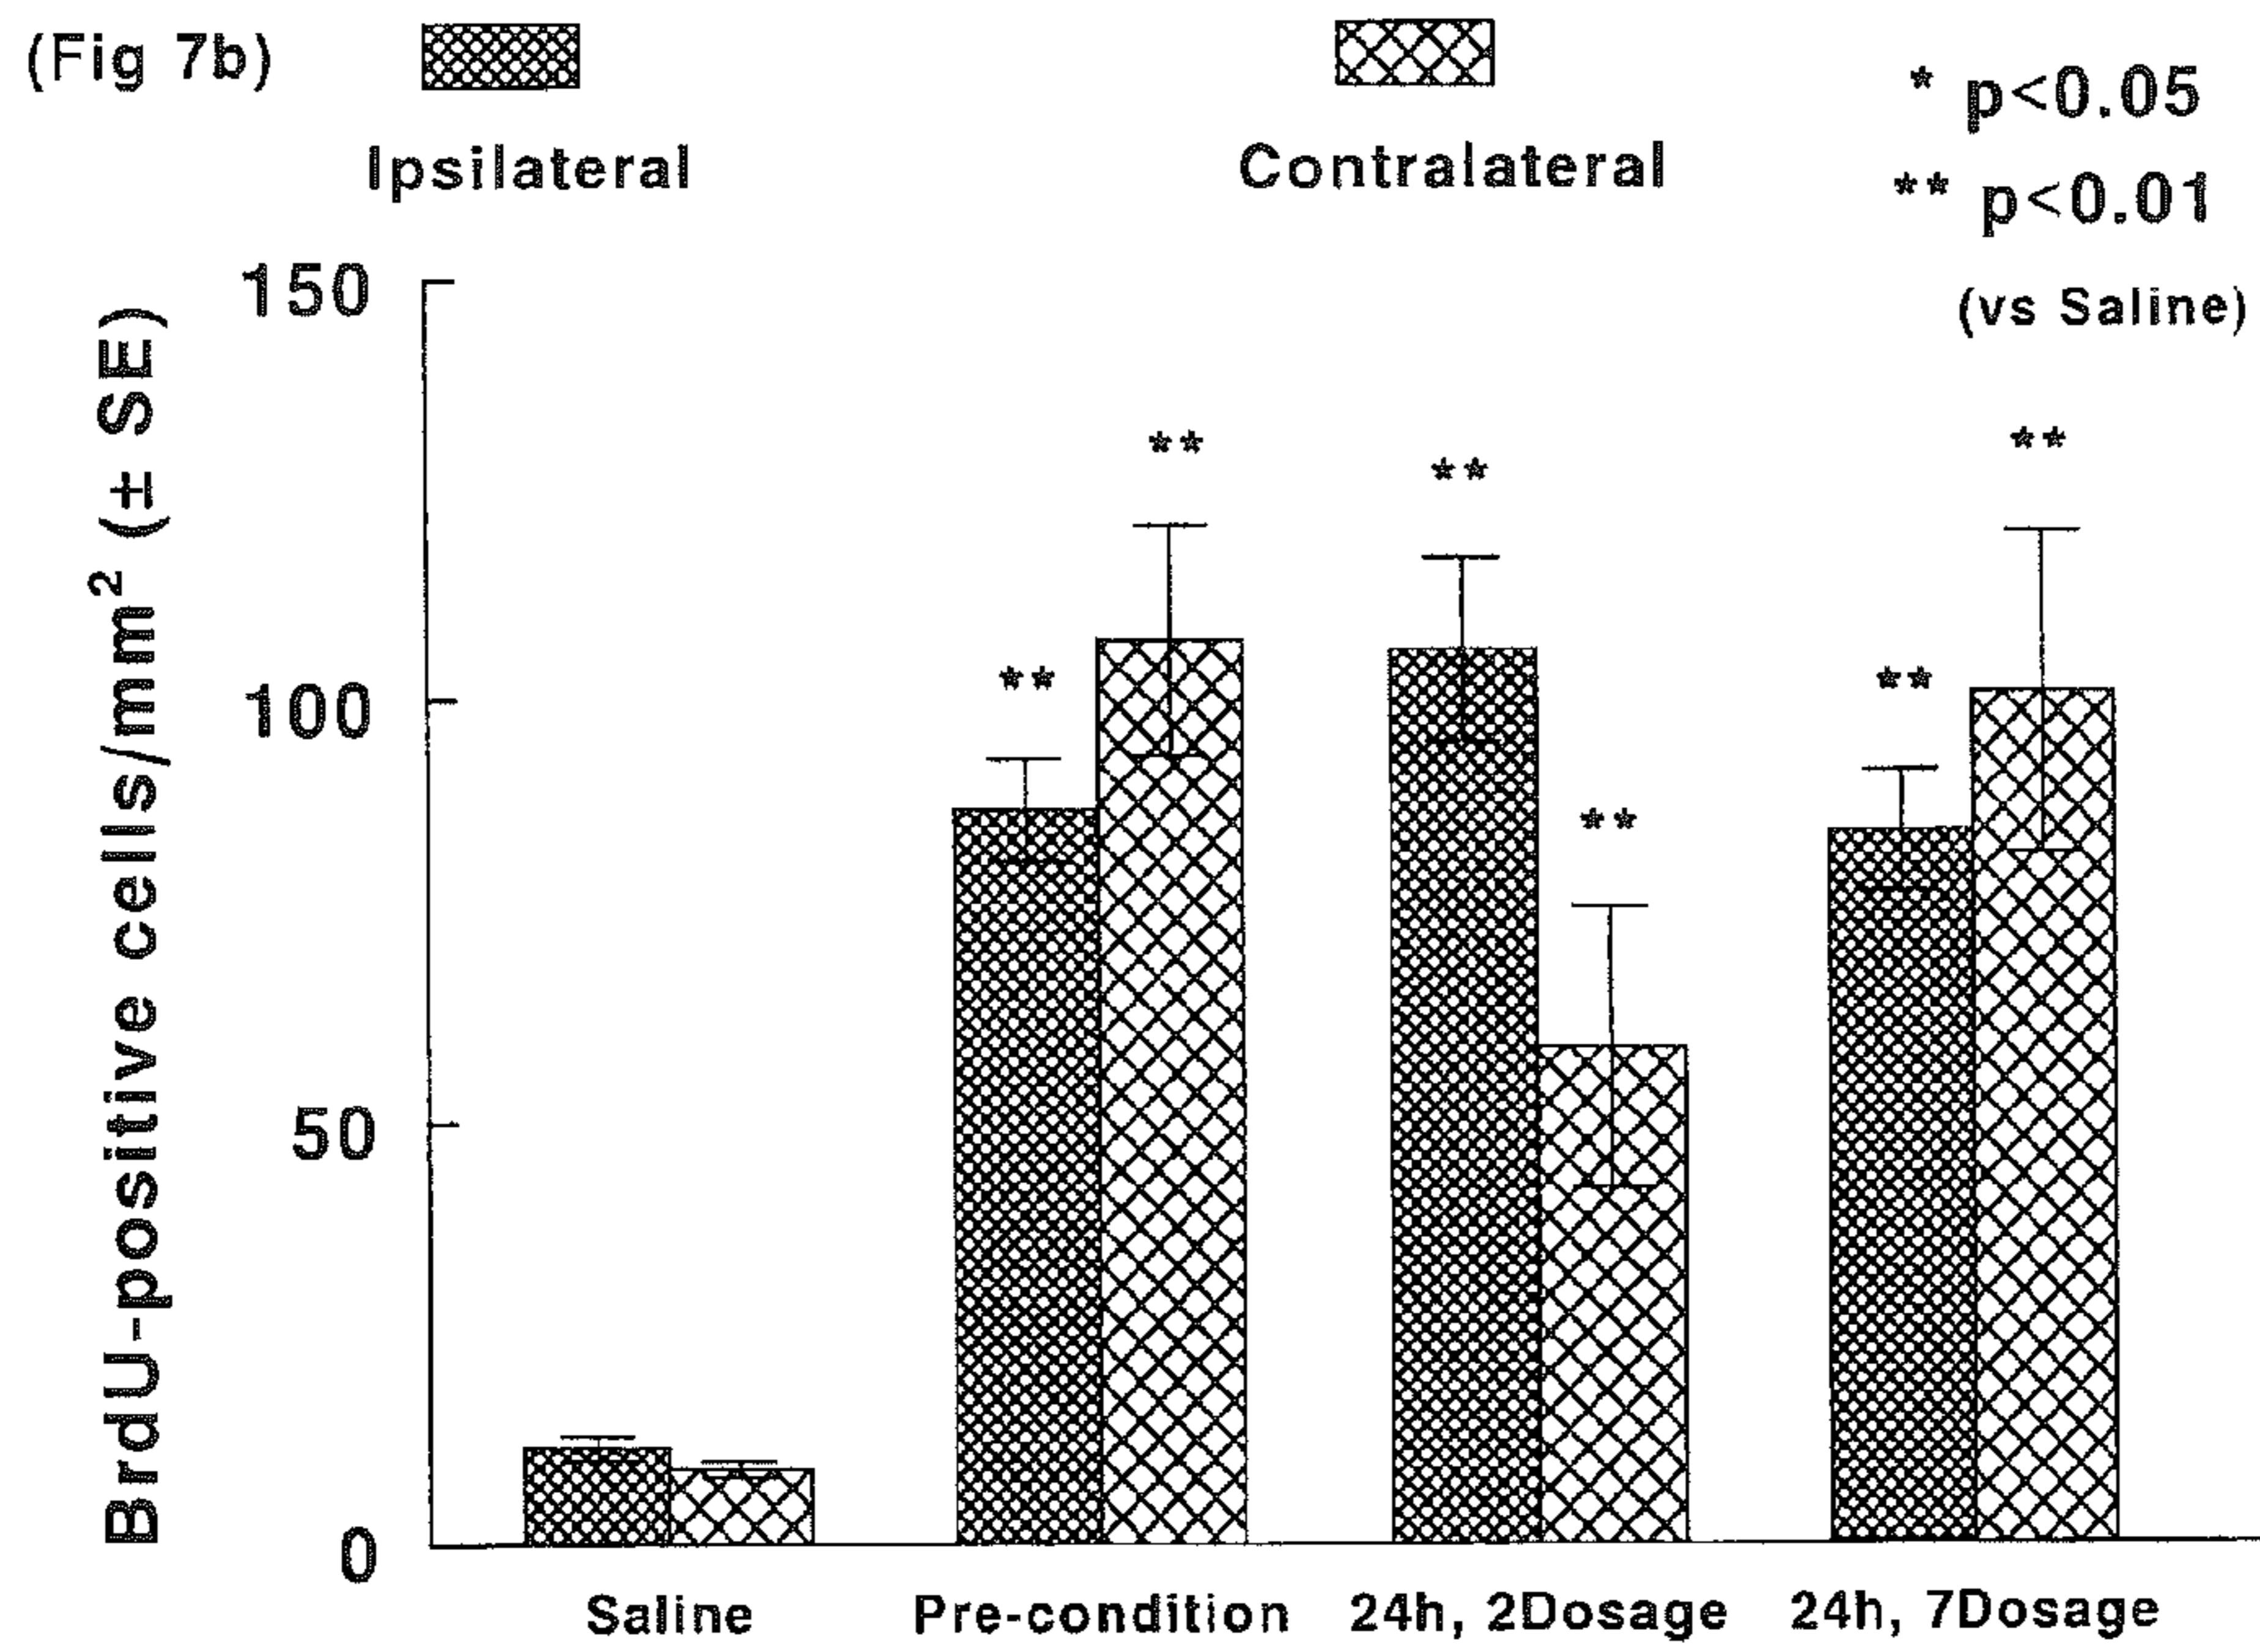 (Fig 7b)
Ipsilateral
Contralateral
* p<0.05
** p<0.01
(vs Saline)
BrdU-positive cells/mm² (± SE)
150
100
50
0
**
**
**
**
**
**
Saline
Pre-condition
24h, 2Dosage
24h, 7Dosage